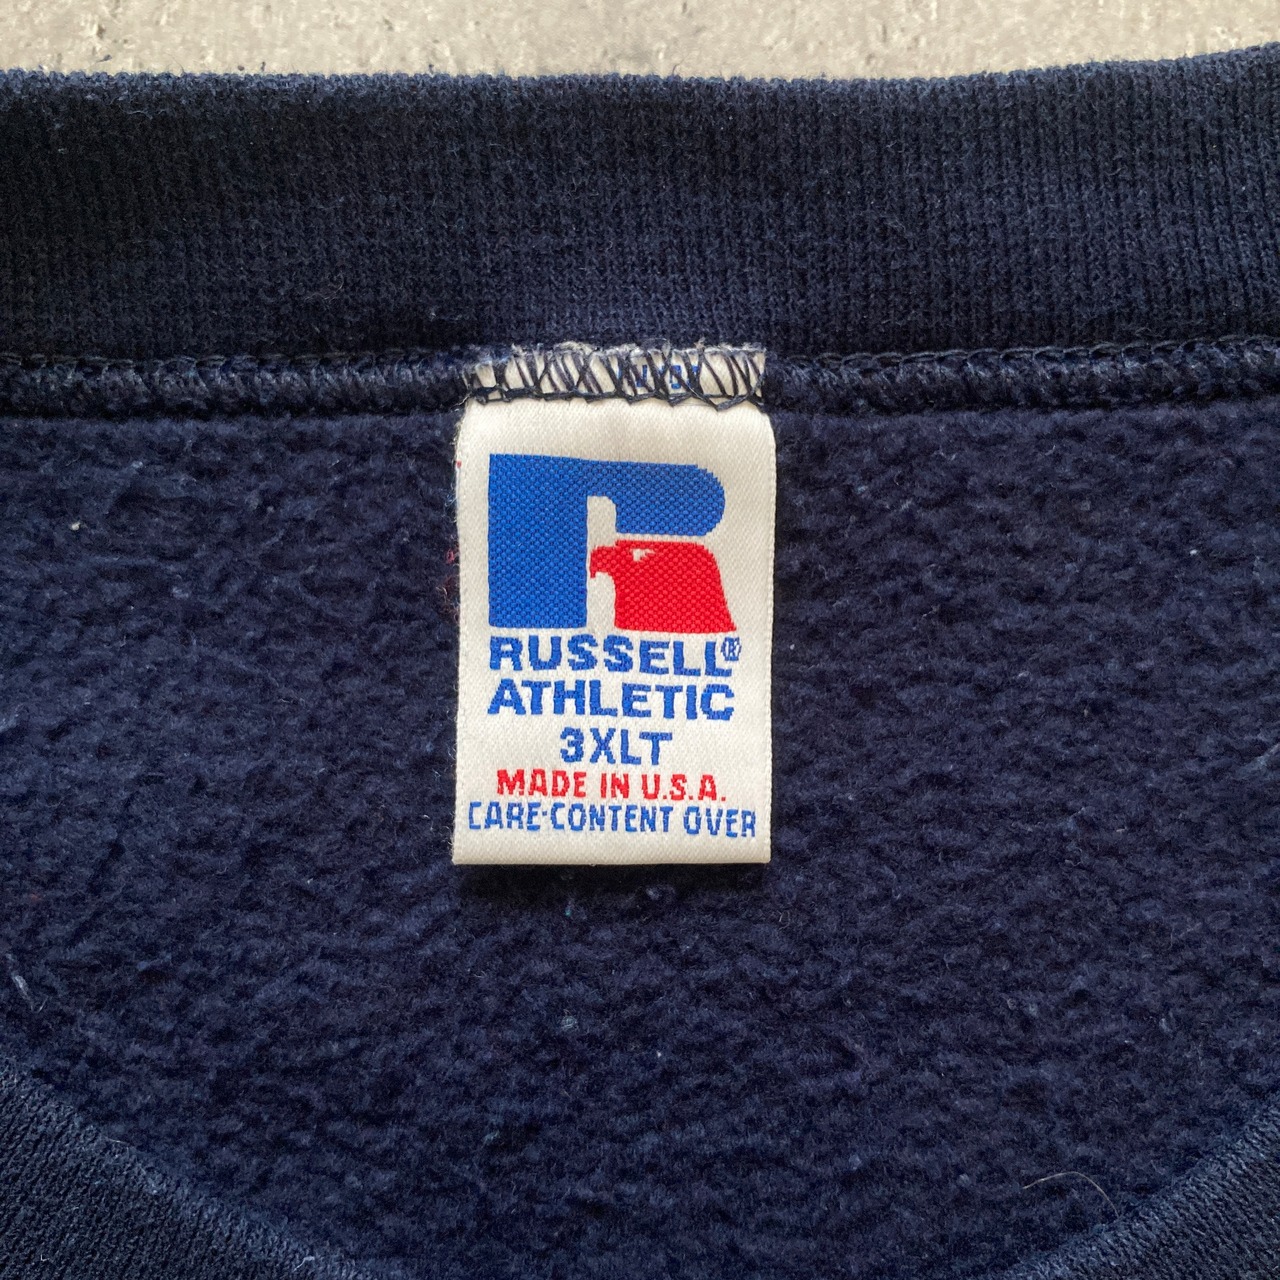 R
RUSSELL®
ATHLETIC
3XLT
MADE IN U.S.A.
CARE-CONTENT OVER